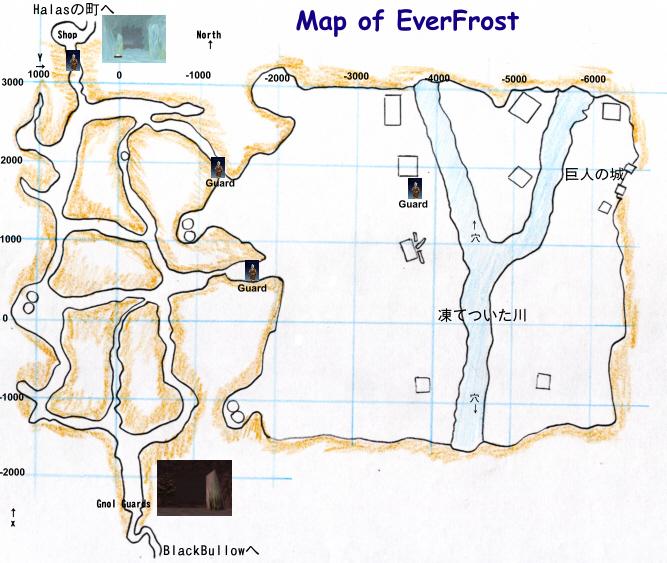 Halasの町へ
Map of EverFrost
Shop
North
↑
Y
→
1000
0
-1000
-2000
-3000
-4000
-5000
-6000
3000
2000
巨人の城
Guard
Guard
1000
↑
穴
Guard
0
凍てついた川
-1000
穴
↓
-2000
Gnol Guards
↑
x
BlackBullowへ